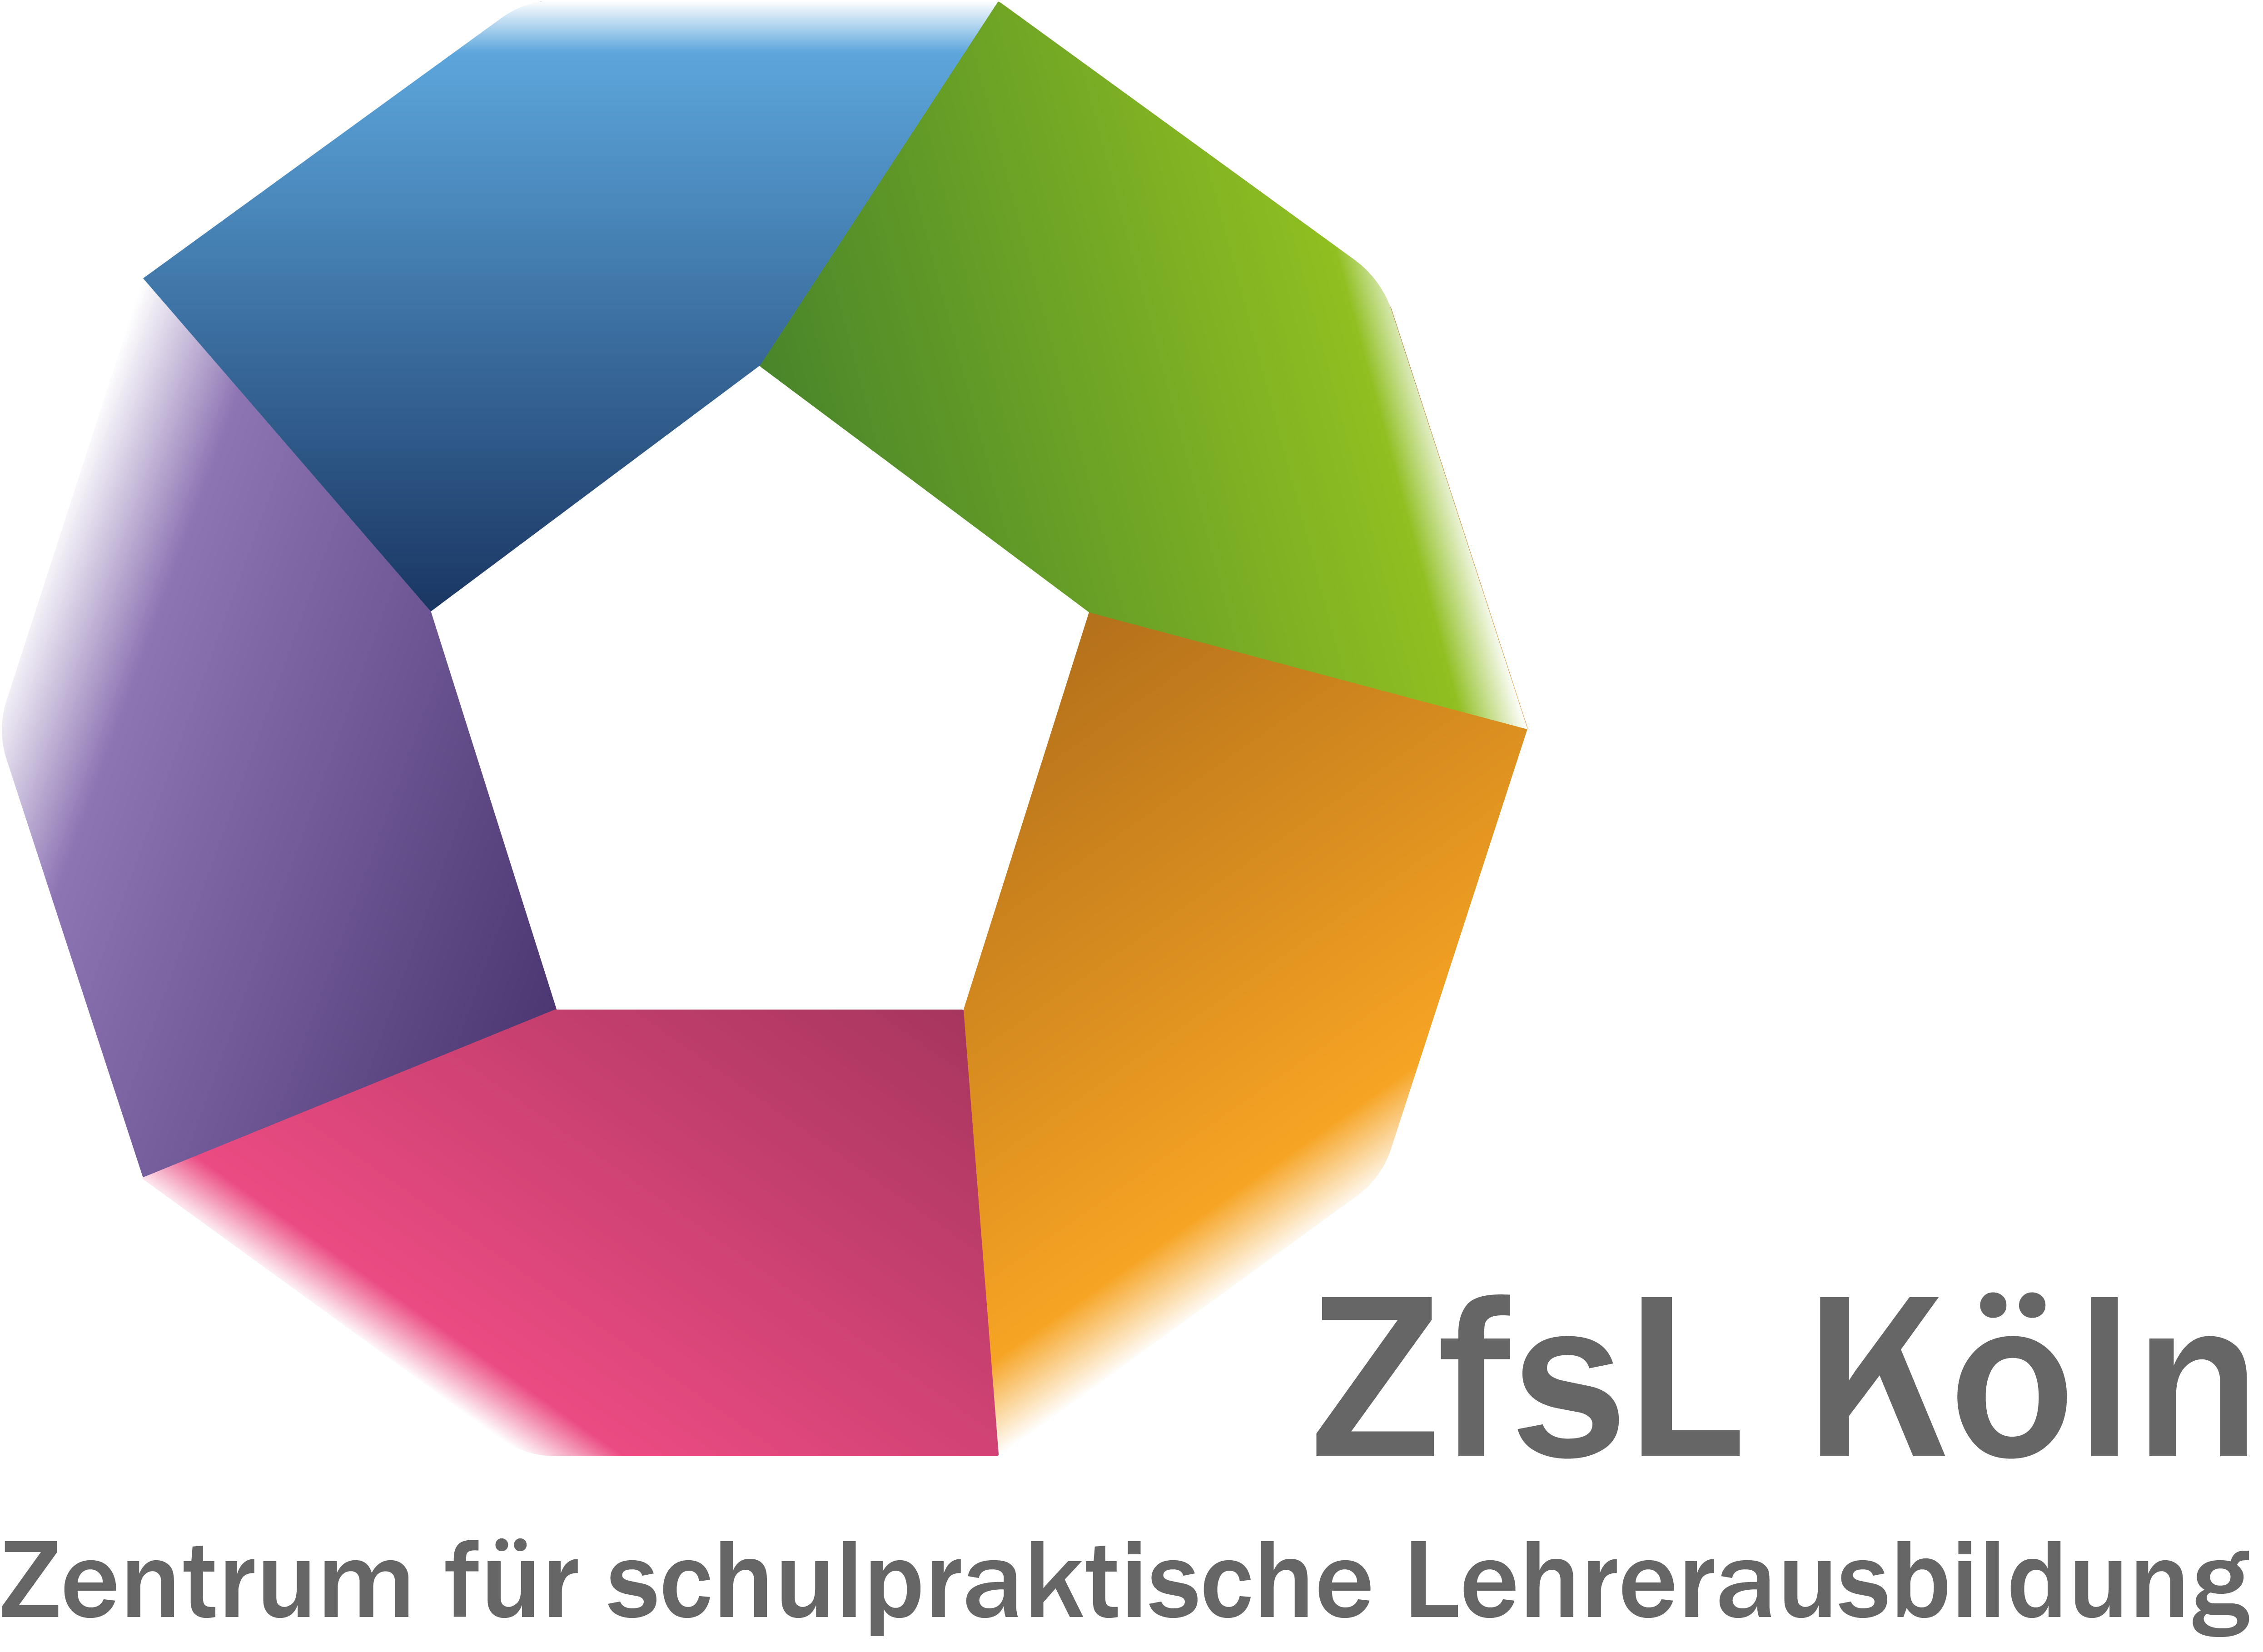 ZfsL Köln
Zentrum für schulpraktische Lehrerausbildung